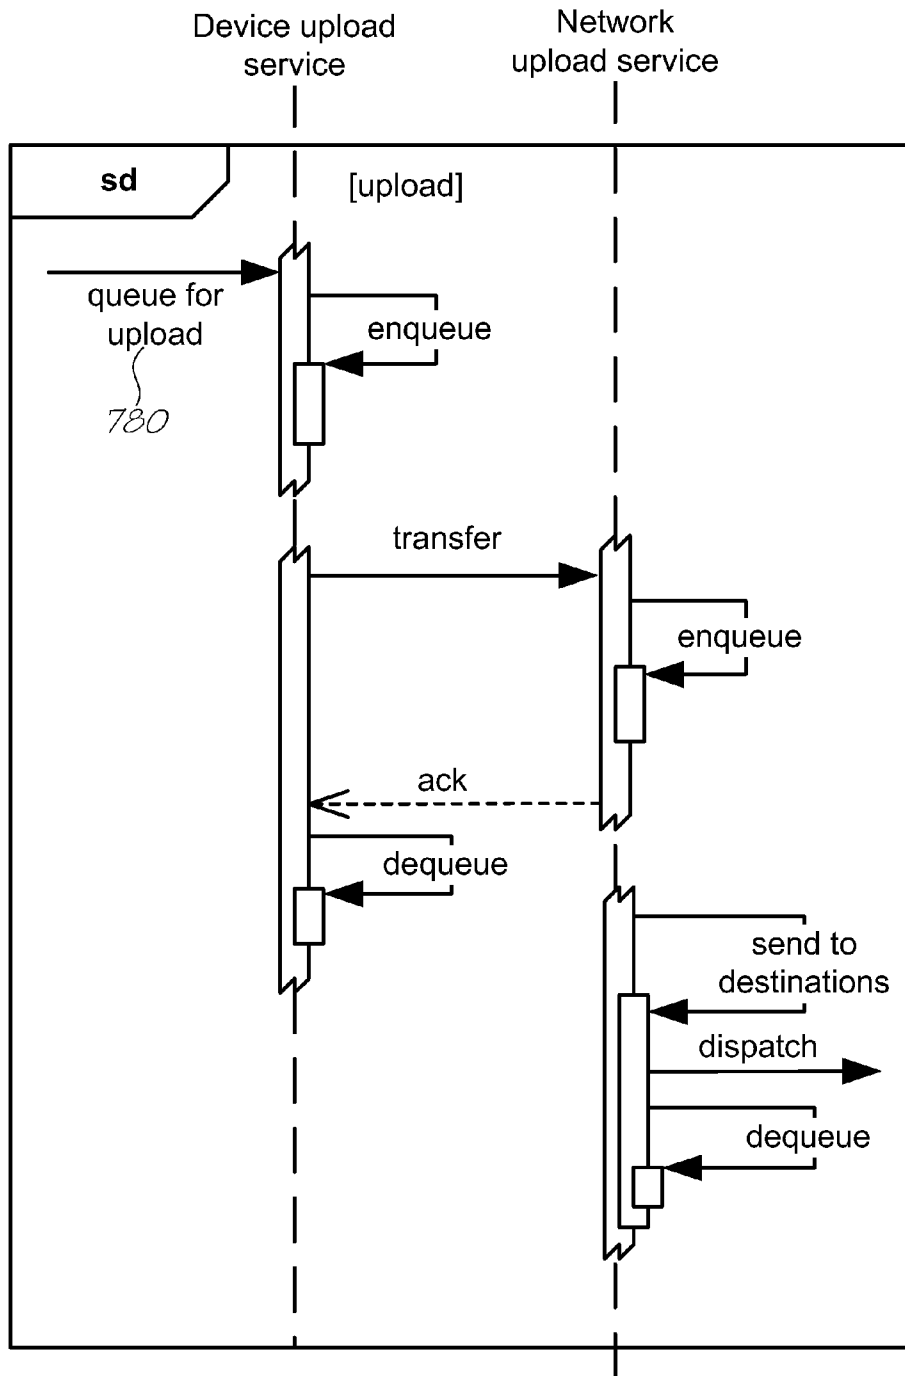 Device upload
service
Network
upload service
sd
[upload]
queue for
upload
780
enqueue
transfer
enqueue
ack
dequeue
send to
destinations
dispatch
dequeue